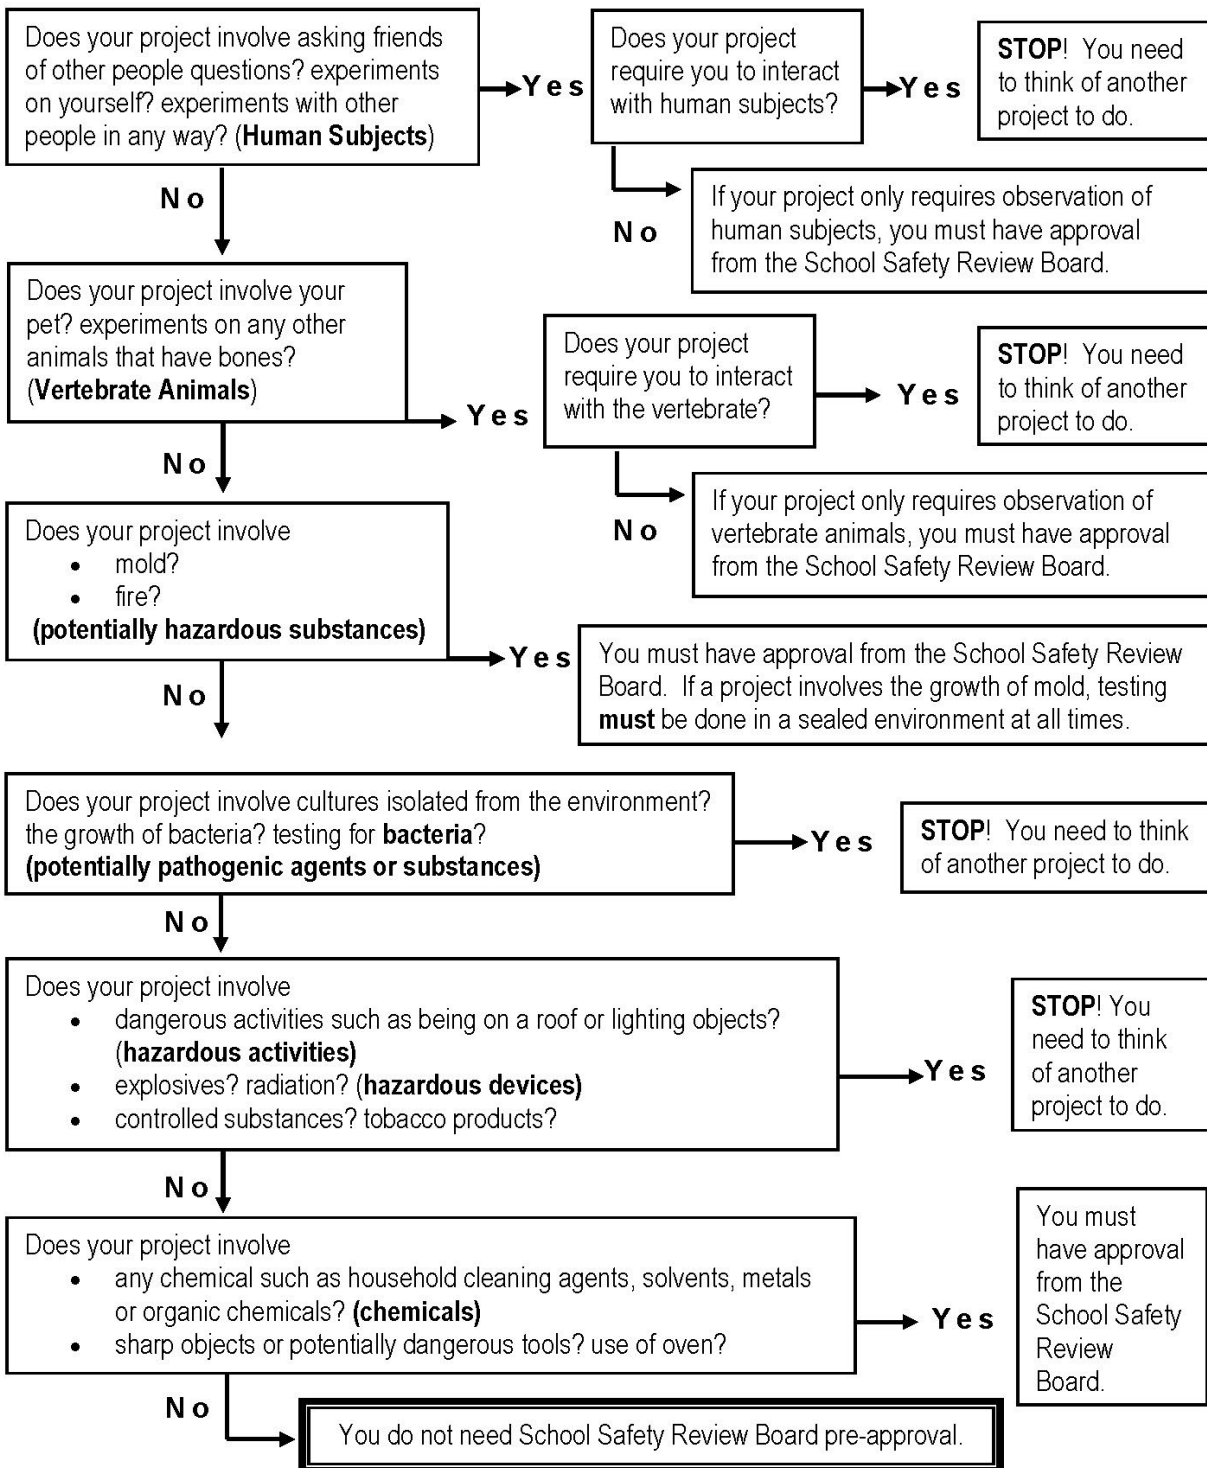 Does your project involve asking friends
of other people questions? experiments
on yourself? experiments with other
people in any way? (Human Subjects)
Yes
Does your project
require you to interact
with human subjects?
Yes
STOP!  You need
to think of another
project to do.
No
No
If your project only requires observation of
human subjects, you must have approval
from the School Safety Review Board.
Does your project involve your
pet? experiments on any other
animals that have bones?
(Vertebrate Animals)
Yes
Does your project
require you to interact
with the vertebrate?
Yes
STOP!  You need
to think of another
project to do.
No
No
If your project only requires observation of
vertebrate animals, you must have approval
from the School Safety Review Board.
Does your project involve
• mold?
• fire?
(potentially hazardous substances)
Yes
You must have approval from the School Safety Review
Board.  If a project involves the growth of mold, testing
must be done in a sealed environment at all times.
No
Does your project involve cultures isolated from the environment?
the growth of bacteria? testing for bacteria?
(potentially pathogenic agents or substances)
Yes
STOP!  You need to think
of another project to do.
No
Does your project involve
• dangerous activities such as being on a roof or lighting objects?
(hazardous activities)
• explosives? radiation? (hazardous devices)
• controlled substances? tobacco products?
Yes
STOP! You
need to think
of another
project to do.
No
Does your project involve
• any chemical such as household cleaning agents, solvents, metals
or organic chemicals? (chemicals)
• sharp objects or potentially dangerous tools? use of oven?
Yes
You must
have approval
from the
School Safety
Review
Board.
No
You do not need School Safety Review Board pre-approval.